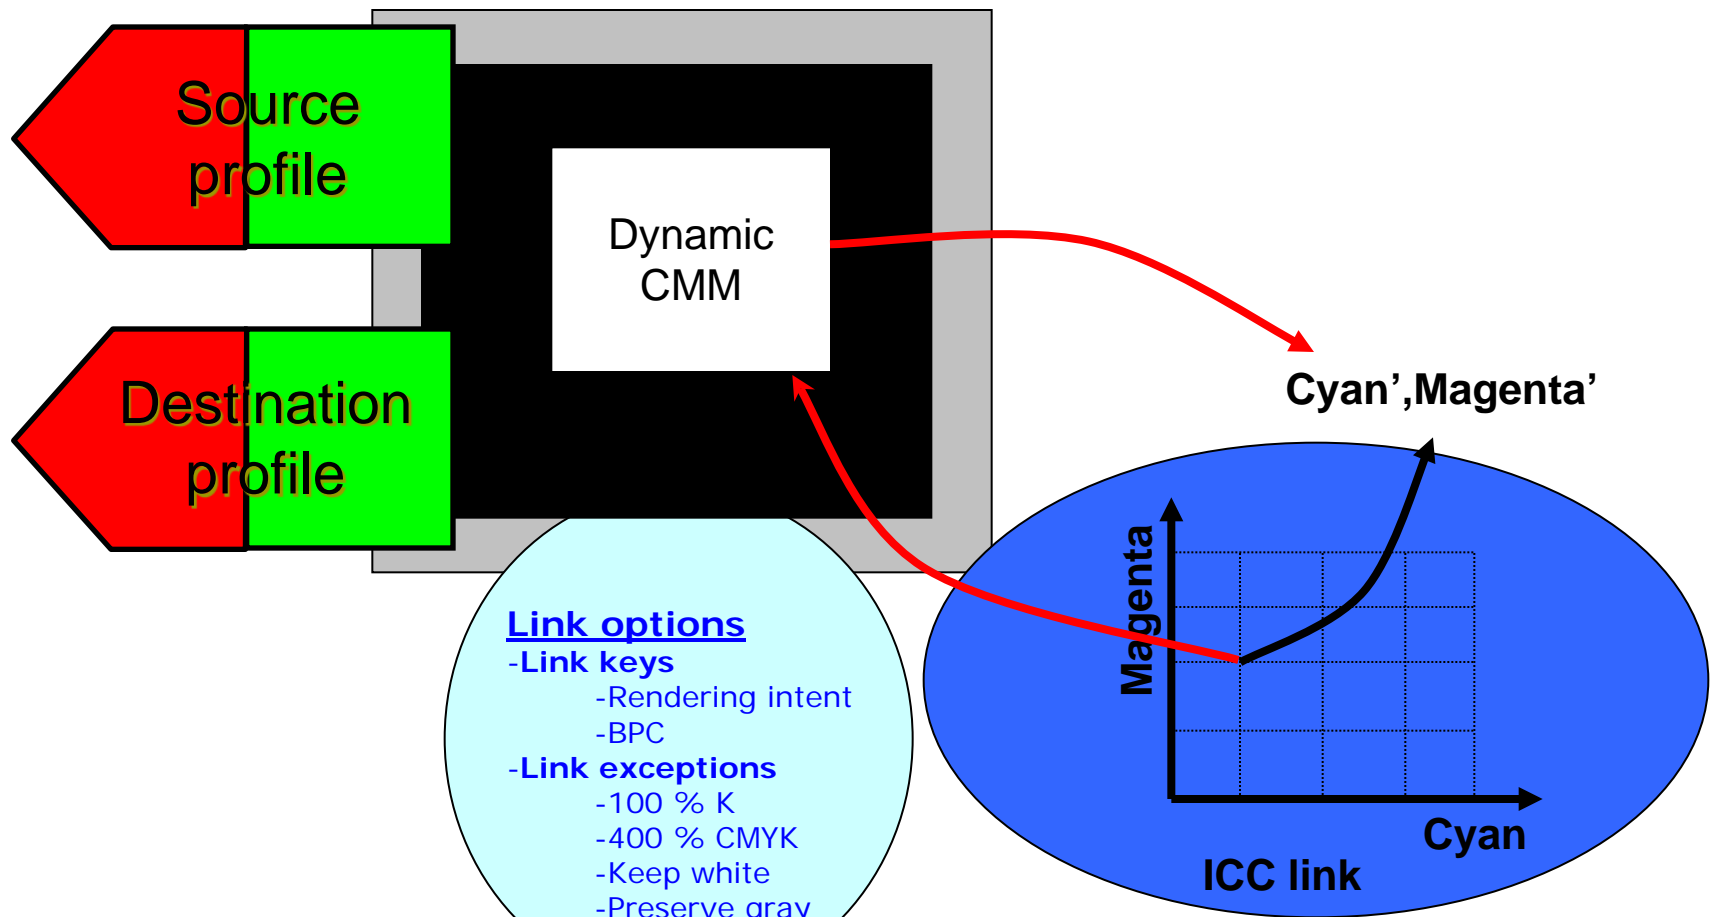 Source
profile
Destination
profile
Dynamic
CMM
Cyan’,Magenta’
Magenta
Cyan
ICC link
Link options
-Link keys
-Rendering intent
-BPC
-Link exceptions
-100 % K
-400 % CMYK
-Keep white
-Preserve gray